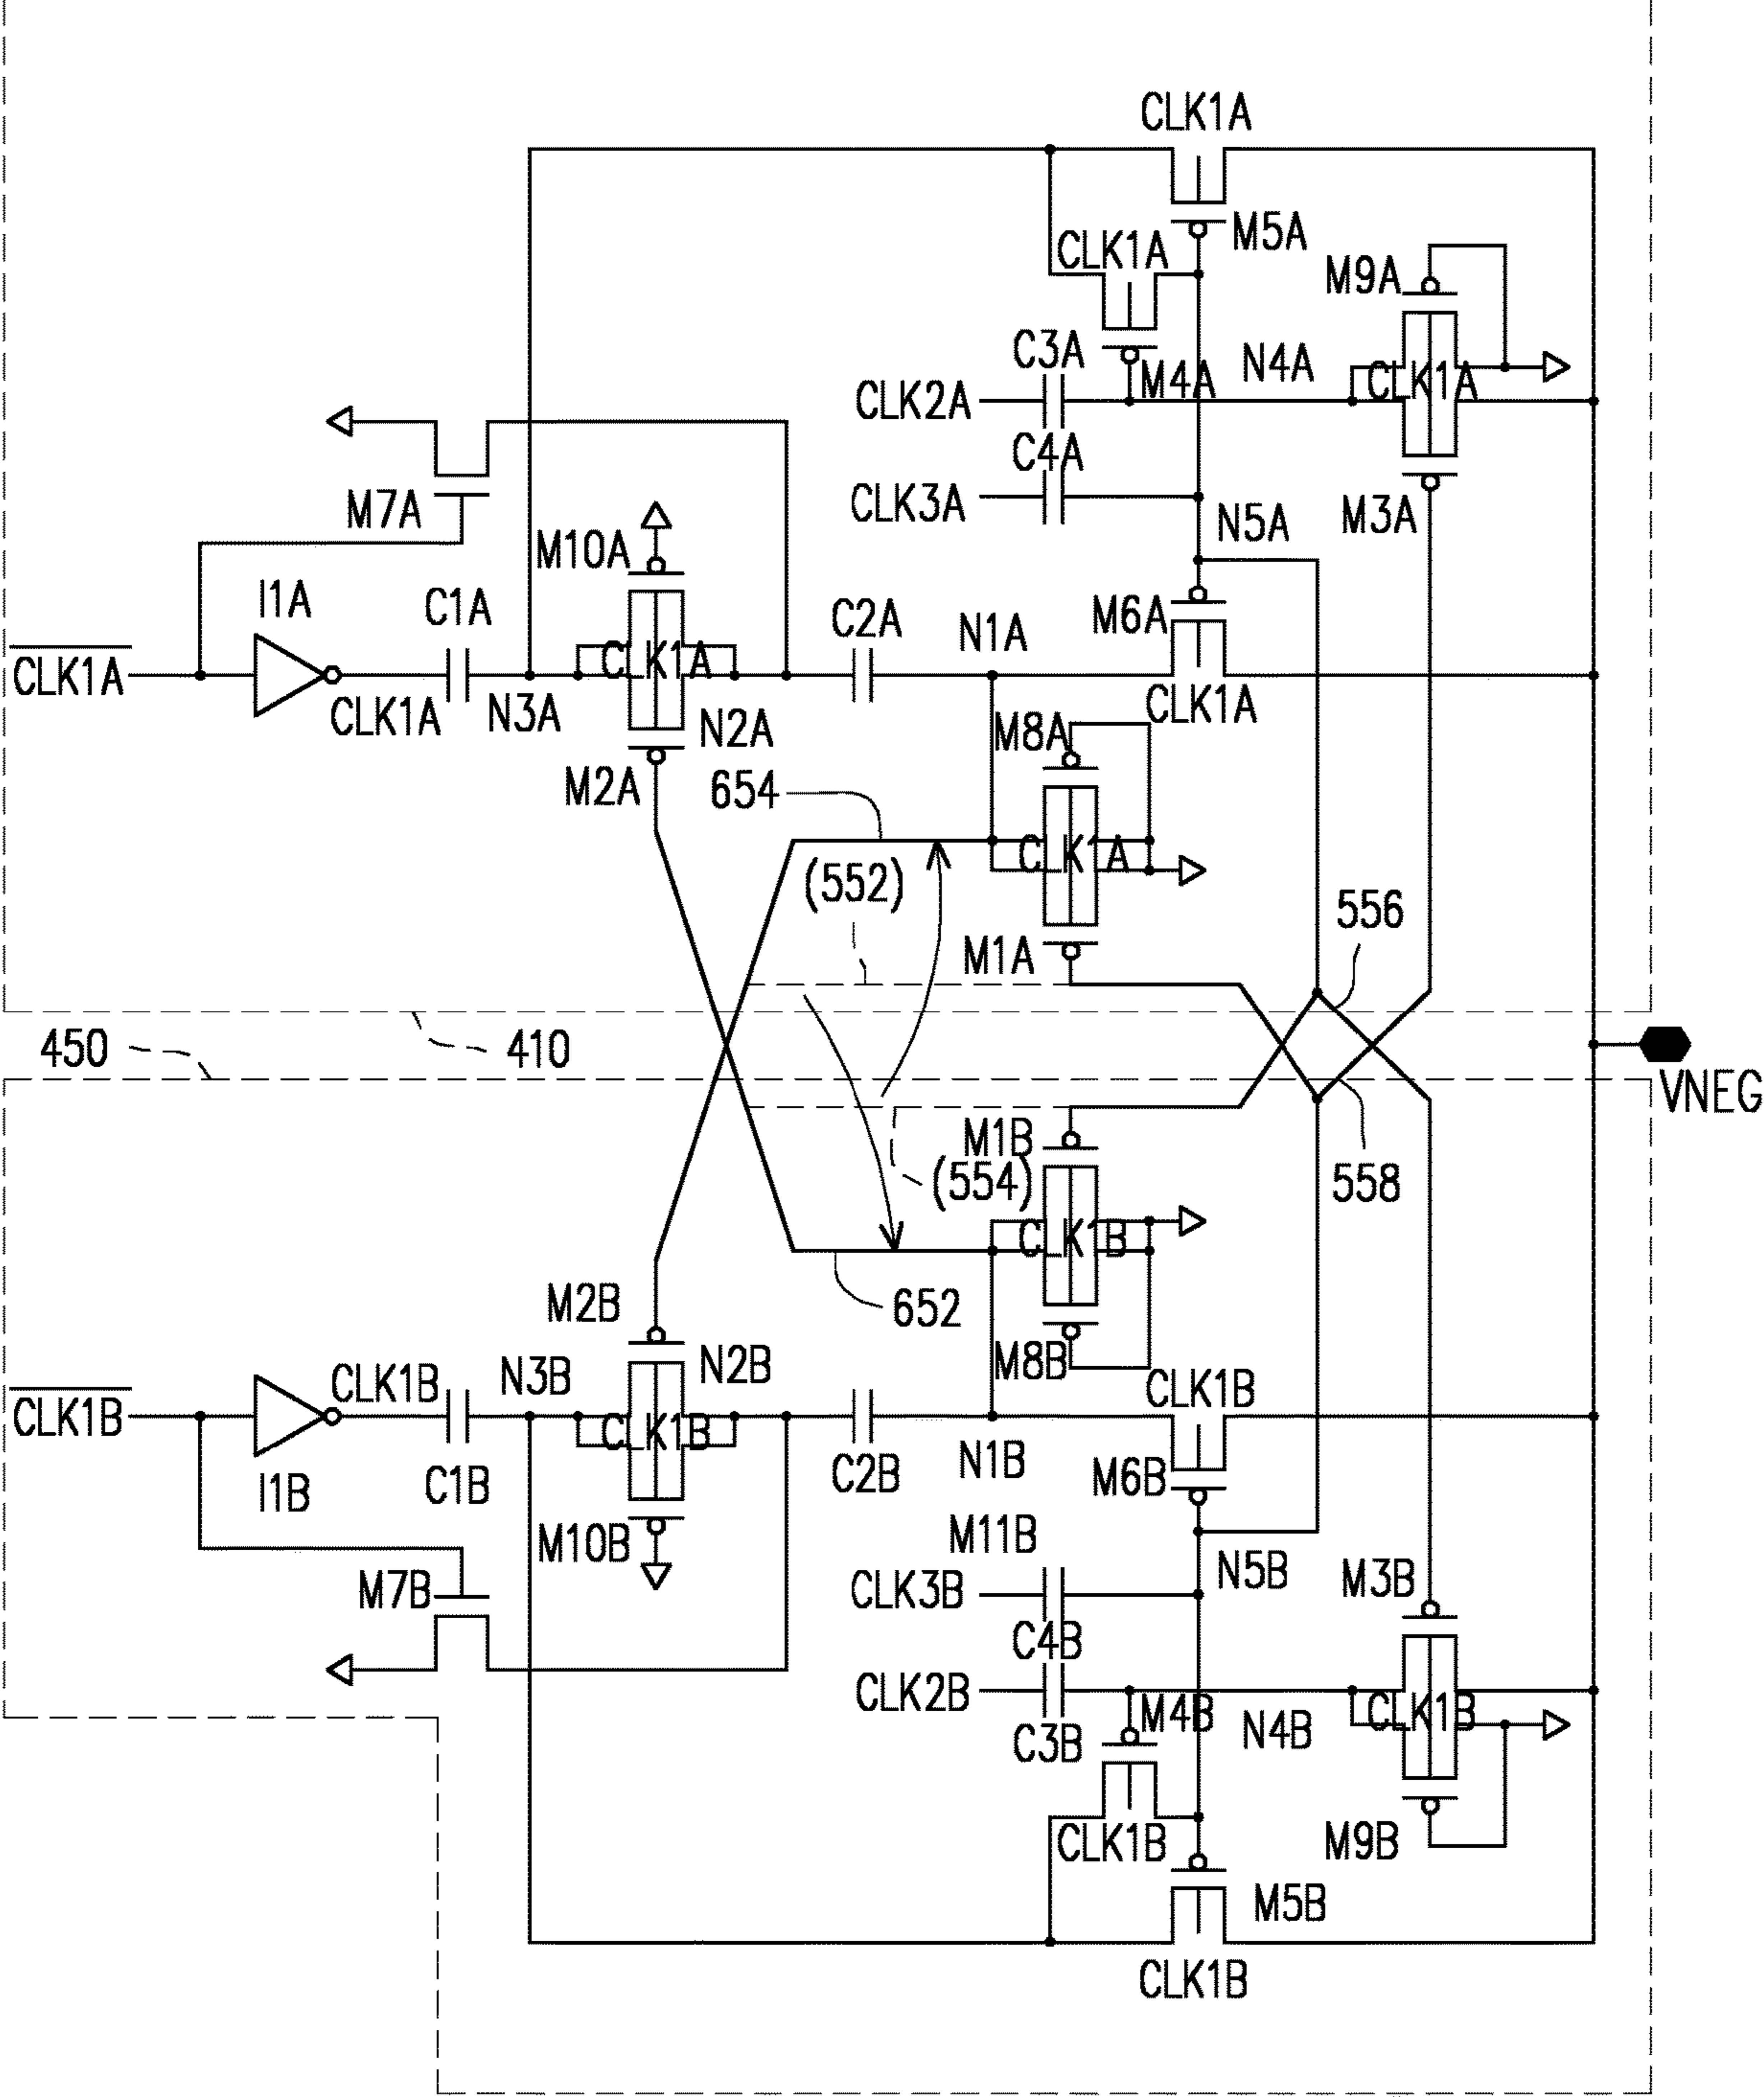 CLK1A
M5A
CLK1A
M9A
C3A
N4A
CLK2A
M4A
CLK1A
C4A
CLK3A
M7A
N5A
M3A
M10A
I1A
C1A
C2A
N1A
M6A
CLK1A
CLK1A
CLK1A
N3A
N2A
CLK1A
M8A
M2A
654
CLK1A
(552)
556
M1A
450
410
VNEG
M1B
(554)
558
CLK1B
652
M2B
M8B
N2B
CLK1B
N3B
CLK1B
CLK1B
CLK1B
I1B
C1B
C2B
N1B
M6B
M10B
M11B
N5B
M7B
CLK3B
M3B
C4B
CLK2B
M4B
CLK1B
C3B
N4B
CLK1B
M9B
M5B
CLK1B